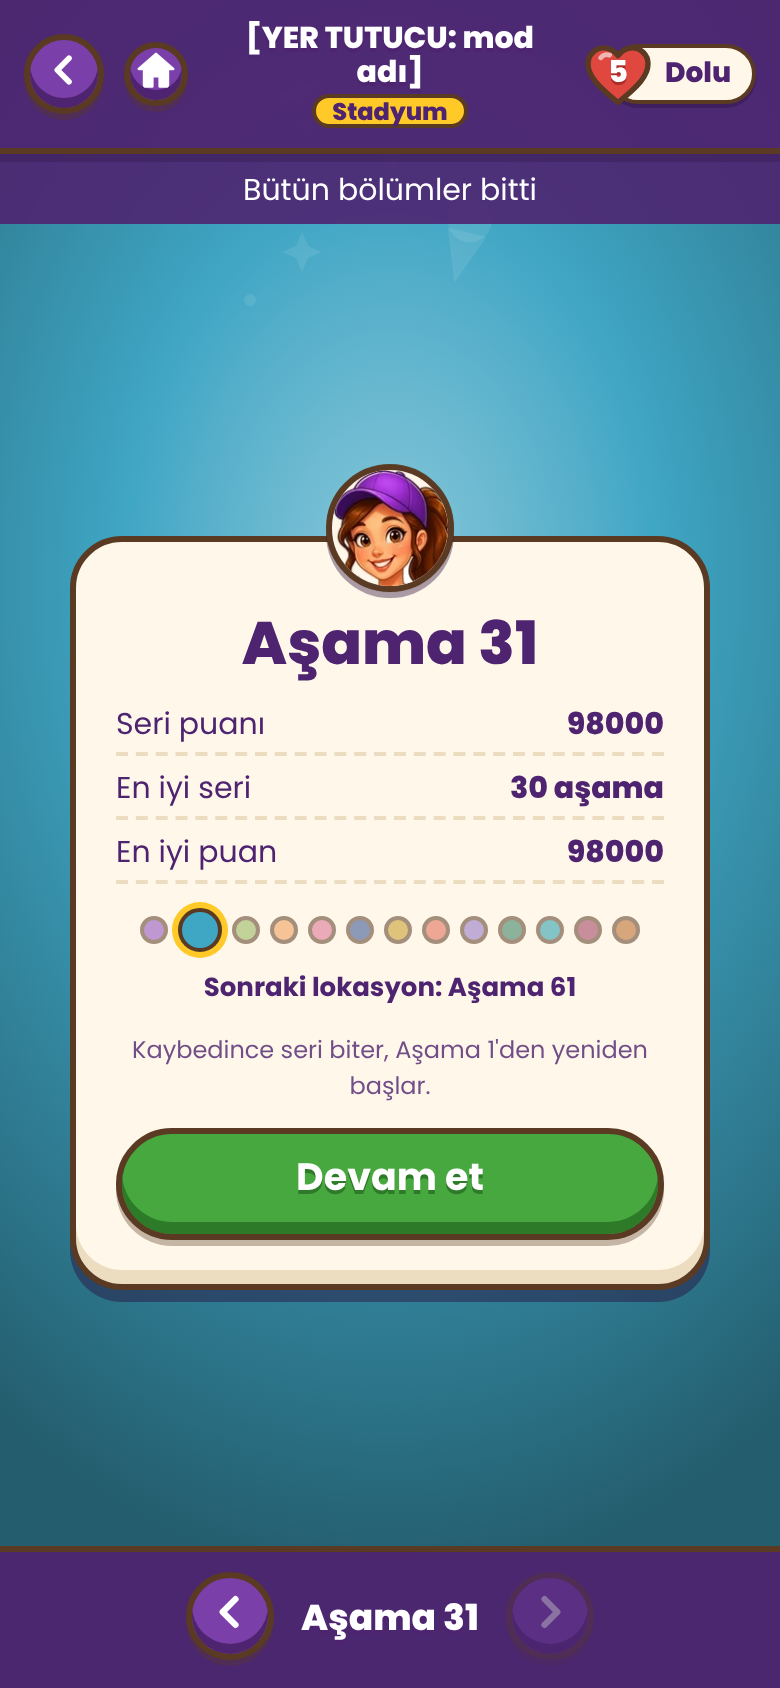 [YER TUTUCU: mod
adı]
5
Dolu
Stadyum
Bütün bölümler bitti
Aşama 31
Seri puanı 98000
En iyi seri 30 aşama
En iyi puan 98000
Sonraki lokasyon: Aşama 61
Kaybedince seri biter, Aşama 1'den yeniden
başlar.
Devam et
Aşama 31